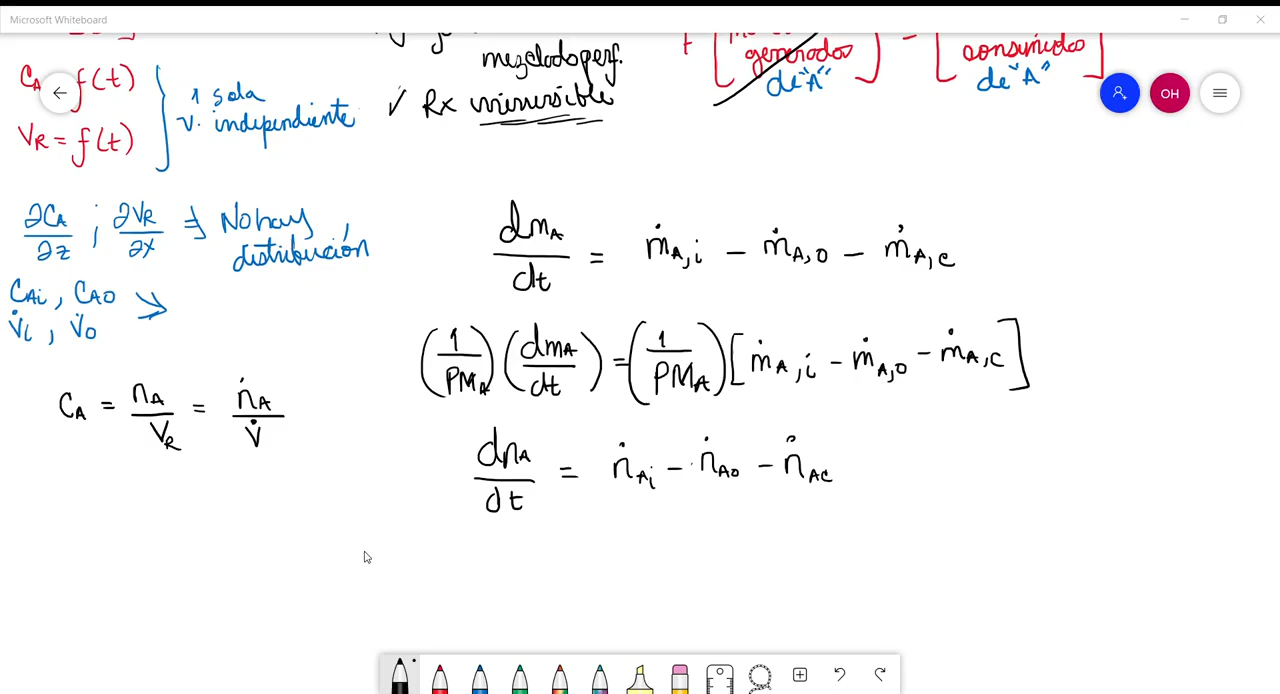 Microsoft Whiteboard
mezclado perf.
generados
de "A"
consumidos
de "A"
CA = f(t)
VR = f(t)
1 sola
v. independiente
✓ Rx irreversible
OH
∂CA/∂z ; ∂VR/∂x ⇒ No hay
distribución
CAi , CAO
V̇i , V̇o
dmA/dt = ṁA,i − ṁA,o − ṁA,c
(1/PMA) (dmA/dt) = (1/PMA) [ṁA,i − ṁA,o − ṁA,c]
CA = nA/VR = ṅA/V̇
dnA/dt = ṅAi − ṅAo − ṅAC